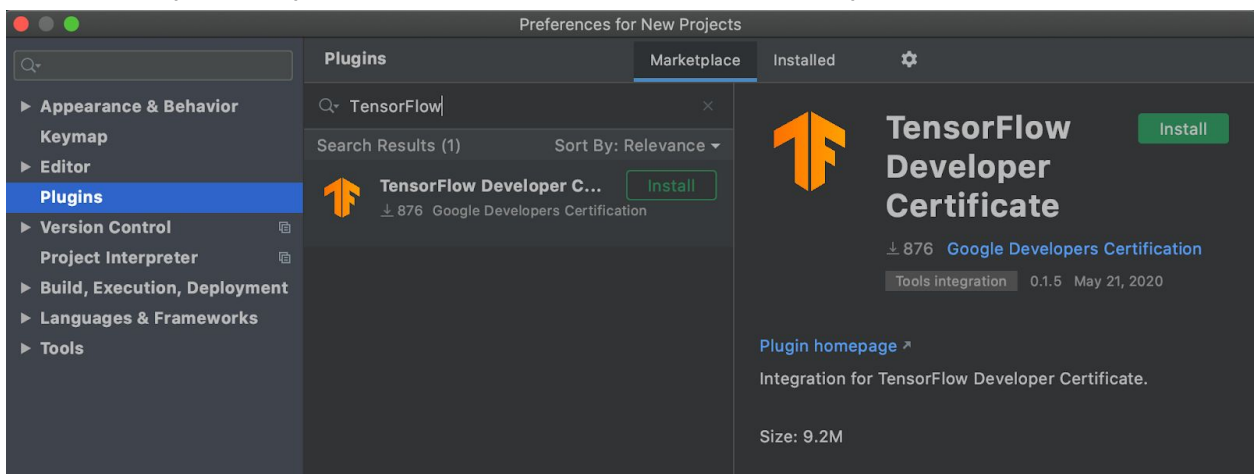 Preferences for New Projects
Plugins
Marketplace
Installed
Appearance & Behavior
Keymap
Editor
Plugins
Version Control
Project Interpreter
Build, Execution, Deployment
Languages & Frameworks
Tools
TensorFlow
Search Results (1)
Sort By: Relevance
TensorFlow Developer C...
Install
876 Google Developers Certification
TensorFlow
Developer
Certificate
Install
876 Google Developers Certification
Tools integration 0.1.5 May 21, 2020
Plugin homepage
Integration for TensorFlow Developer Certificate.
Size: 9.2M